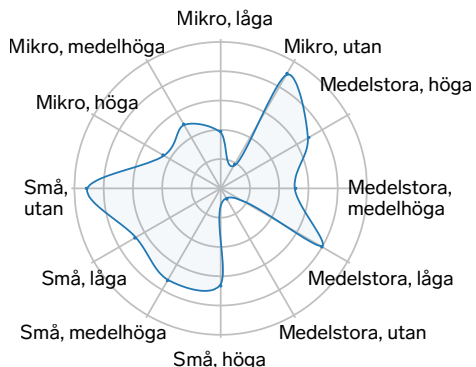 Mikro, låga
Mikro, utan
Medelstora, höga
Medelstora,
medelhöga
Medelstora, låga
Medelstora, utan
Små, höga
Små, medelhöga
Små, låga
Små,
utan
Mikro, höga
Mikro, medelhöga